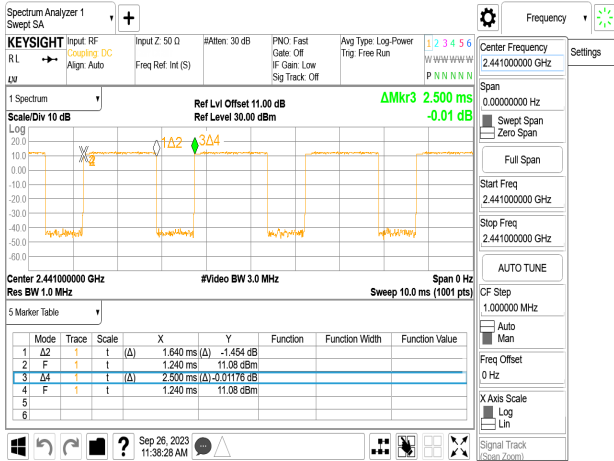 Spectrum Analyzer 1
Swept SA
Frequency
KEYSIGHT
Input: RF
Coupling: DC
Align: Auto
Input Z: 50 Ω
Freq Ref: Int (S)
#Atten: 30 dB
PNO: Fast
Gate: Off
IF Gain: Low
Sig Track: Off
Avg Type: Log-Power
Trig: Free Run
1 2 3 4 5 6
W W W W W W
P N N N N N
R L
LXI
1 Spectrum
Scale/Div 10 dB
Ref Lvl Offset 11.00 dB
Ref Level 30.00 dBm
ΔMkr3 2.500 ms
-0.01 dB
Log
20.0
10.0
0.00
-10.0
-20.0
-30.0
-40.0
-50.0
-60.0
1Δ2
3Δ4
Center 2.441000000 GHz
Res BW 1.0 MHz
#Video BW 3.0 MHz
Span 0 Hz
Sweep 10.0 ms (1001 pts)
5 Marker Table
Mode Trace Scale X Y Function Function Width Function Value
1 Δ2 1 t (Δ) 1.640 ms (Δ) -1.454 dB
2 F 1 t 1.240 ms 11.08 dBm
3 Δ4 1 t (Δ) 2.500 ms (Δ) -0.01176 dB
4 F 1 t 1.240 ms 11.08 dBm
5
6
Sep 26, 2023
11:38:28 AM
Center Frequency
2.441000000 GHz
Settings
Span
0.00000000 Hz
Swept Span
Zero Span
Full Span
Start Freq
2.441000000 GHz
Stop Freq
2.441000000 GHz
AUTO TUNE
CF Step
1.000000 MHz
Auto
Man
Freq Offset
0 Hz
X Axis Scale
Log
Lin
Signal Track
(Span Zoom)